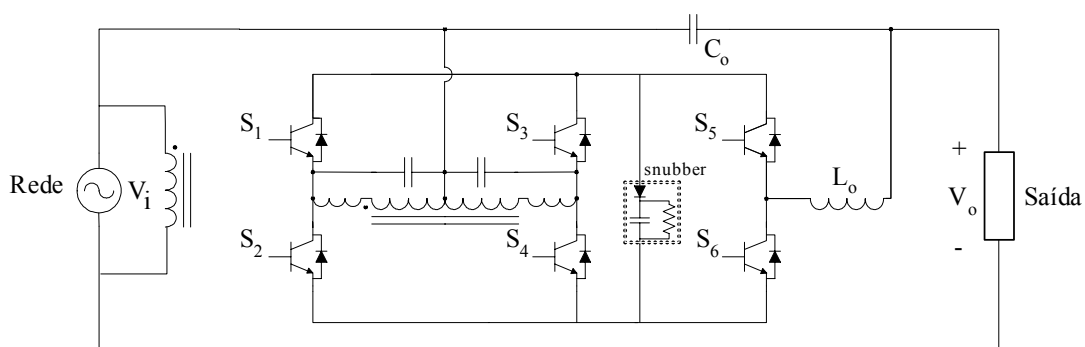 C_o
S_1
S_3
S_5
snubber
L_o
+
Rede
V_i
V_o
Saída
S_2
S_4
S_6
-